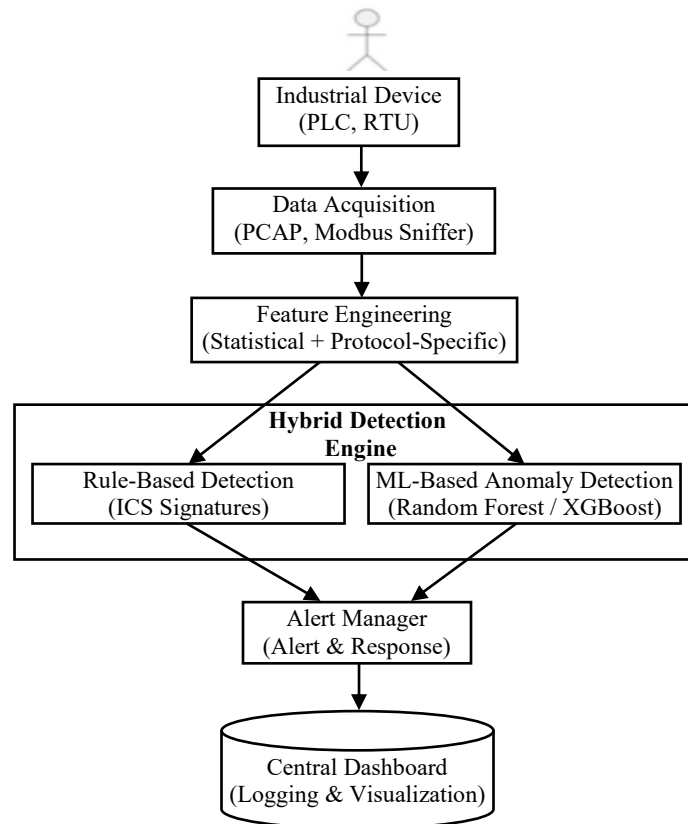 Industrial Device
(PLC, RTU)
Data Acquisition
(PCAP, Modbus Sniffer)
Feature Engineering
(Statistical + Protocol-Specific)
Hybrid Detection
Engine
Rule-Based Detection
(ICS Signatures)
ML-Based Anomaly Detection
(Random Forest / XGBoost)
Alert Manager
(Alert & Response)
Central Dashboard
(Logging & Visualization)